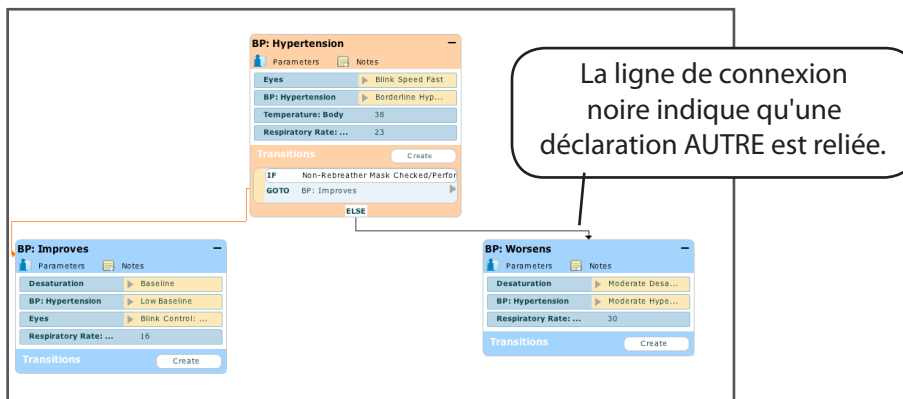 BP: Hypertension
Parameters Notes
Eyes Blink Speed Fast
BP: Hypertension Borderline Hyp...
Temperature: Body 38
Respiratory Rate: ... 23
Transitions Create
IF Non-Rebreather Mask Checked/Perfor
GOTO BP: Improves
ELSE
La ligne de connexion
noire indique qu'une
déclaration AUTRE est reliée.
BP: Improves
Parameters Notes
Desaturation Baseline
BP: Hypertension Low Baseline
Eyes Blink Control: ...
Respiratory Rate: ... 16
Transitions Create
BP: Worsens
Parameters Notes
Desaturation Moderate Desa...
BP: Hypertension Moderate Hype...
Respiratory Rate: ... 30
Transitions Create